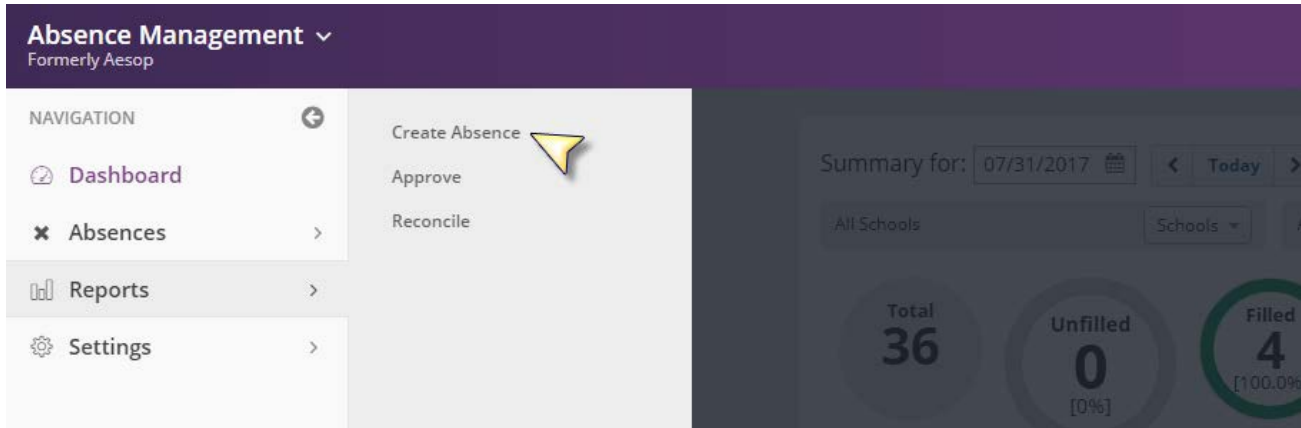 Absence Management
Formerly Aesop
NAVIGATION
Dashboard
Absences
Reports
Settings
Create Absence
Approve
Reconcile
Summary for: 07/31/2017 Today
All Schools Schools
Total
36
Unfilled
0
[0%]
Filled
4
[100.0%